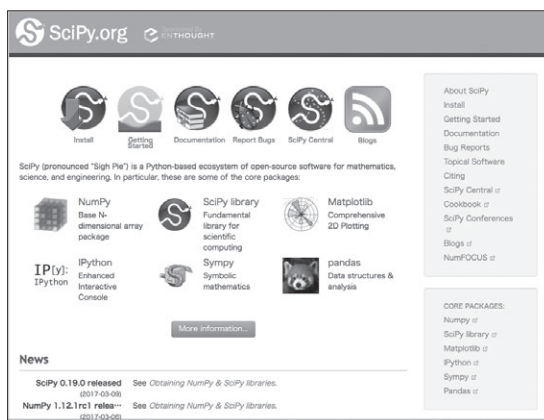 SciPy.org
Sponsored By
ENTHOUGHT
Install
Getting
Started
Documentation
Report Bugs
SciPy Central
Blogs
SciPy (pronounced "Sigh Pie") is a Python-based ecosystem of open-source software for mathematics,
science, and engineering. In particular, these are some of the core packages:
NumPy
Base N-
dimensional array
package
SciPy library
Fundamental
library for
scientific
computing
Matplotlib
Comprehensive
2D Plotting
IP[y]:
IPython
IPython
Enhanced
Interactive
Console
Sympy
Symbolic
mathematics
pandas
Data structures &
analysis
More information...
News
SciPy 0.19.0 released
(2017-03-09)
See Obtaining NumPy & SciPy libraries.
NumPy 1.12.1rc1 relea…
(2017-03-06)
See Obtaining NumPy & SciPy libraries.
About SciPy
Install
Getting Started
Documentation
Bug Reports
Topical Software
Citing
SciPy Central
Cookbook
SciPy Conferences
Blogs
NumFOCUS
CORE PACKAGES:
Numpy
SciPy library
Matplotlib
IPython
Sympy
Pandas